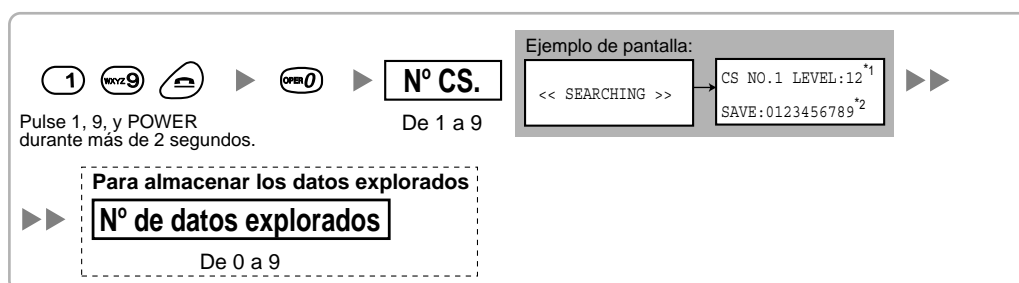 Ejemplo de pantalla:
1 WXYZ9 OPER0 Nº CS. << SEARCHING >> CS NO.1 LEVEL:12*1
SAVE:0123456789*2
De 1 a 9
Pulse 1, 9, y POWER
durante más de 2 segundos.
Para almacenar los datos explorados
Nº de datos explorados
De 0 a 9